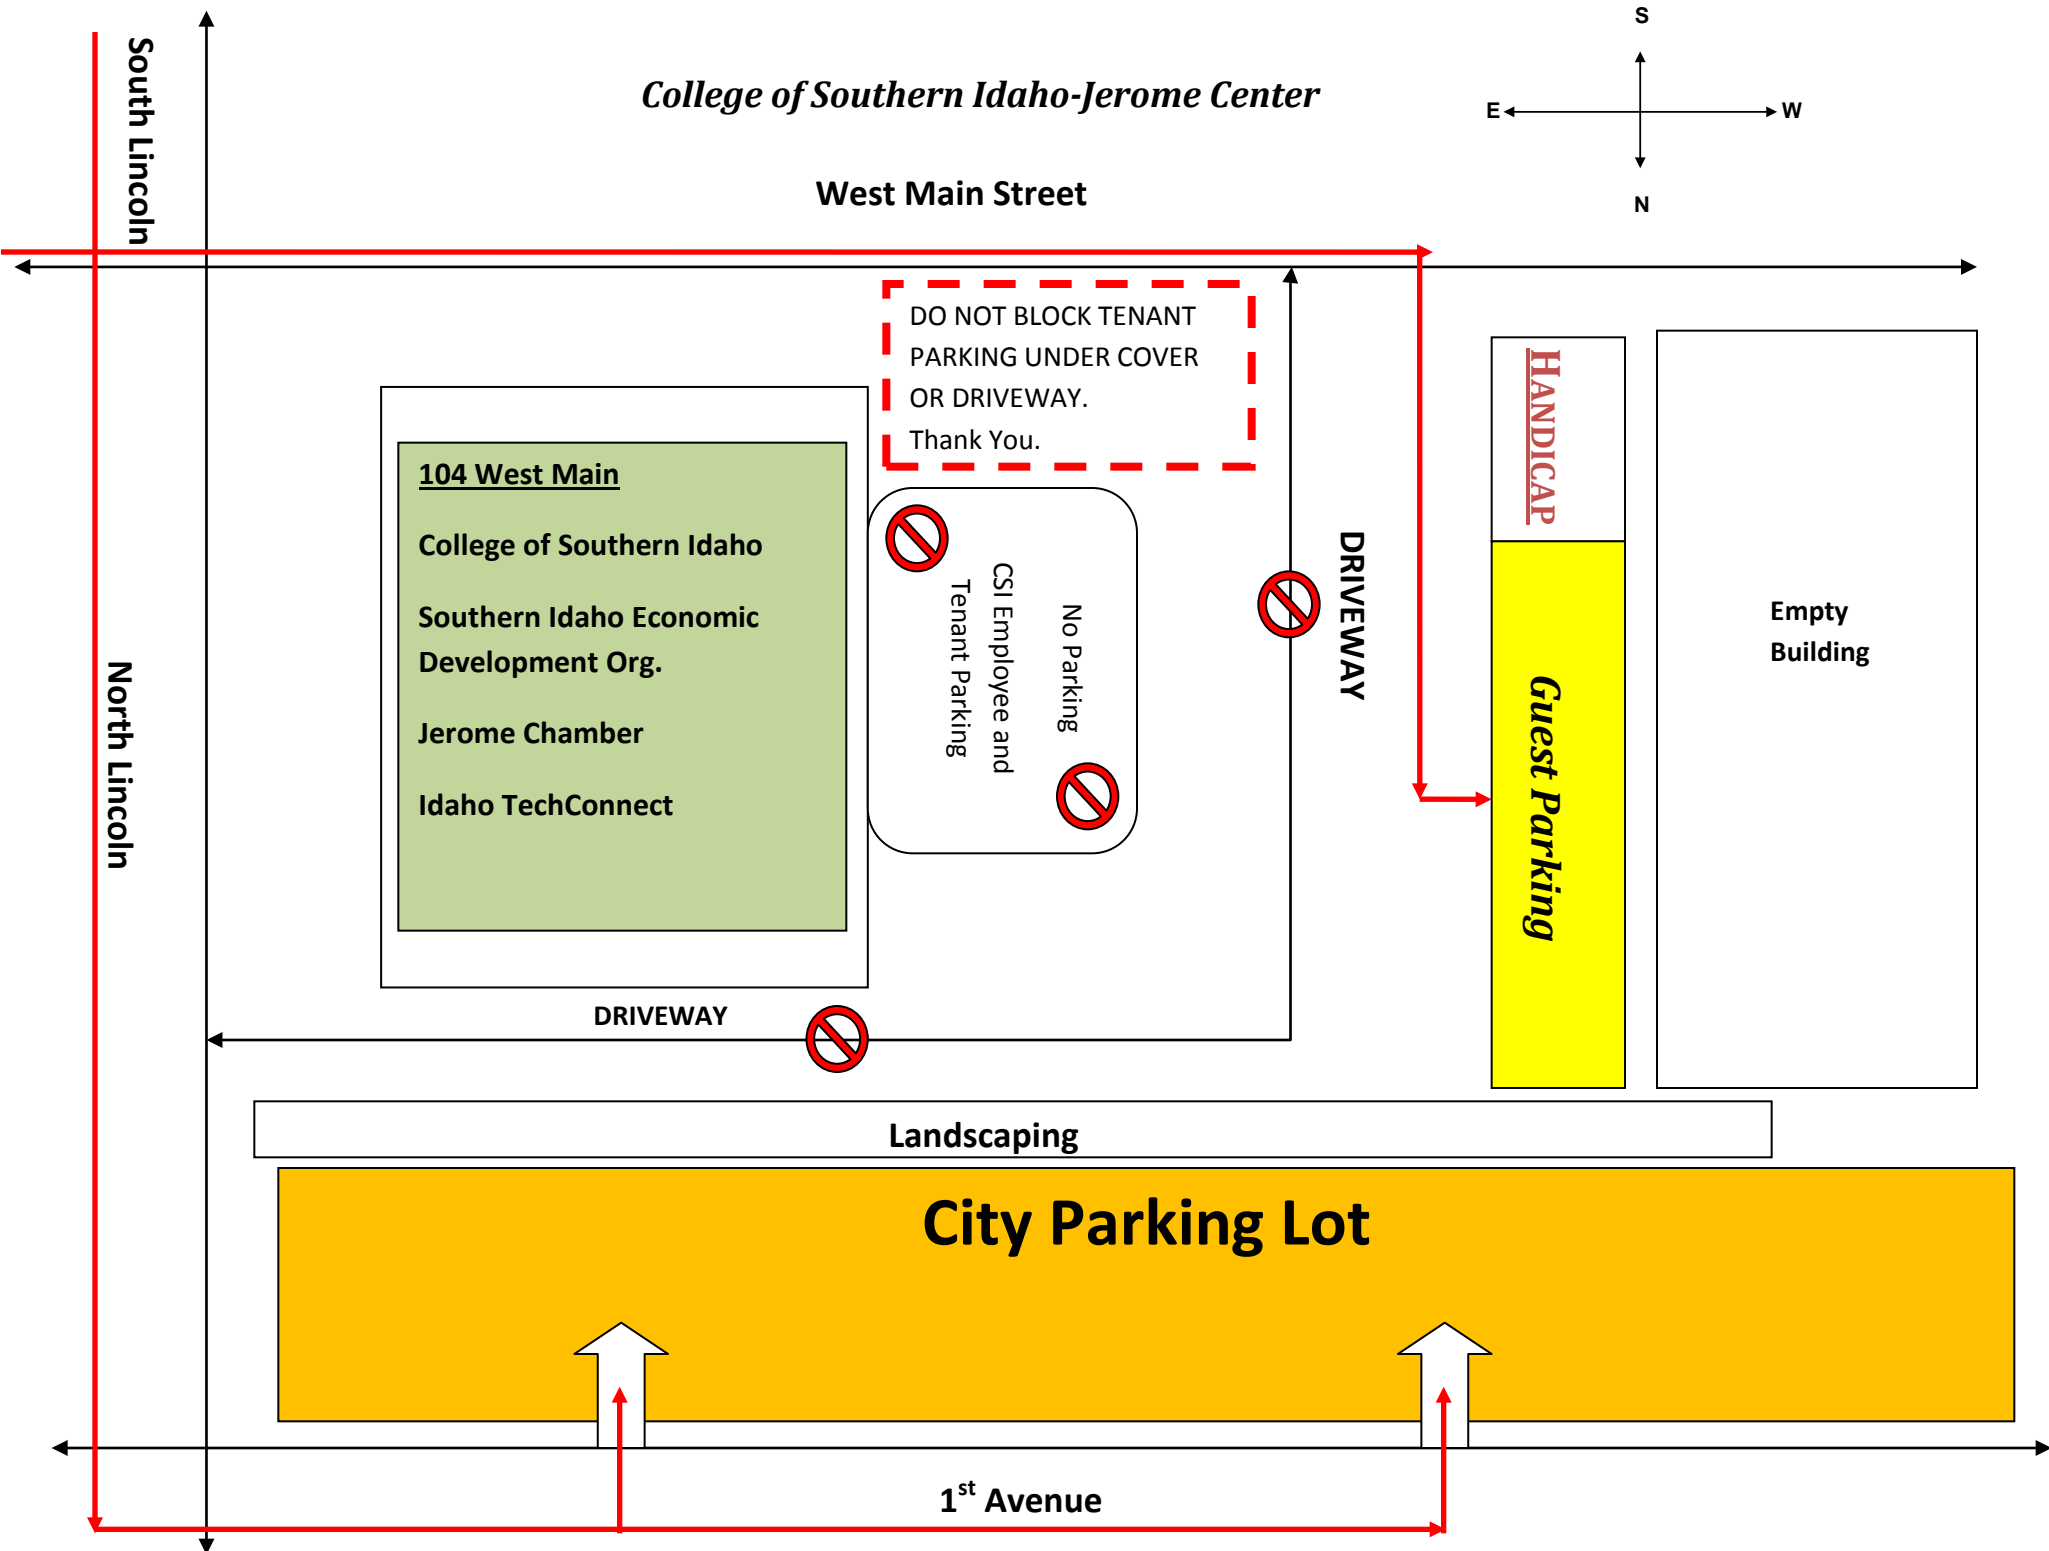 S
South Lincoln
College of Southern Idaho-Jerome Center
E
W
West Main Street
N
DO NOT BLOCK TENANT
PARKING UNDER COVER
OR DRIVEWAY.
Thank You.
HANDICAP
104 West Main
College of Southern Idaho
Southern Idaho Economic
Development Org.
Jerome Chamber
Idaho TechConnect
No Parking
CSI Employee and
Tenant Parking
DRIVEWAY
Guest Parking
Empty
Building
North Lincoln
DRIVEWAY
Landscaping
City Parking Lot
1st Avenue